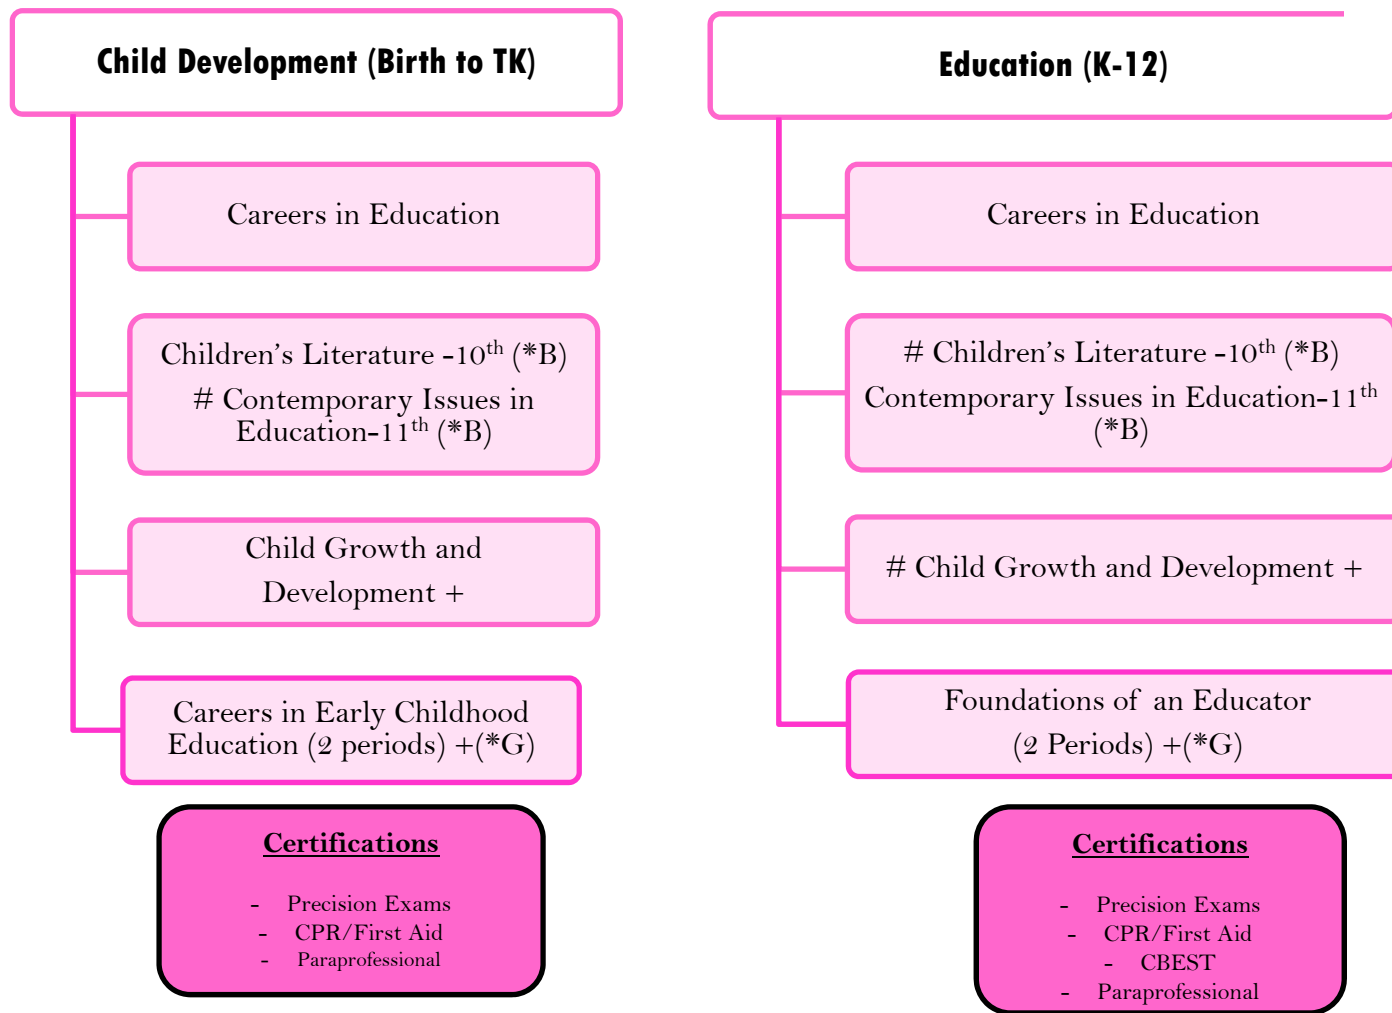 Child Development (Birth to TK)
Careers in Education
Children’s Literature -10th (*B)
# Contemporary Issues in
Education-11th (*B)
Child Growth and
Development +
Careers in Early Childhood
Education (2 periods) +(*G)
Certifications
- Precision Exams
- CPR/First Aid
- Paraprofessional
Education (K-12)
Careers in Education
# Children’s Literature -10th (*B)
Contemporary Issues in Education-11th
(*B)
# Child Growth and Development +
Foundations of an Educator
(2 Periods) +(*G)
Certifications
- Precision Exams
- CPR/First Aid
- CBEST
- Paraprofessional